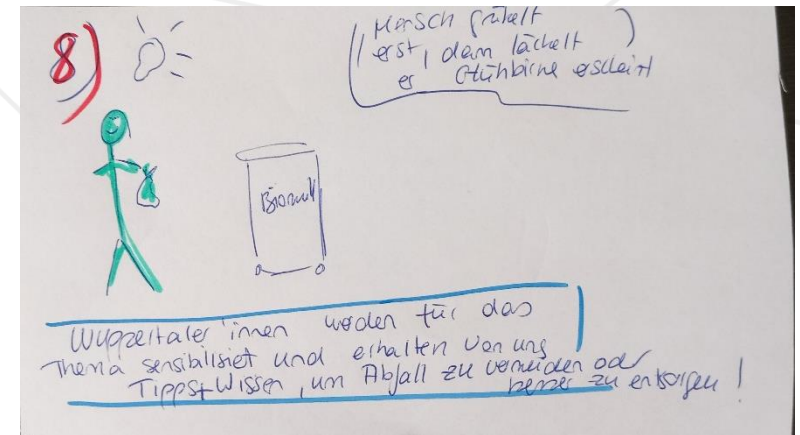 8)
(Mensch grübelt
erst, dann lächelt)
er Glühbirne erscheint
Biomüll
Wuppertaler*innen werden für das
Thema sensibilisiert und erhalten von uns
Tipps+Wissen, um Abfall zu vermeiden oder
besser zu entsorgen!